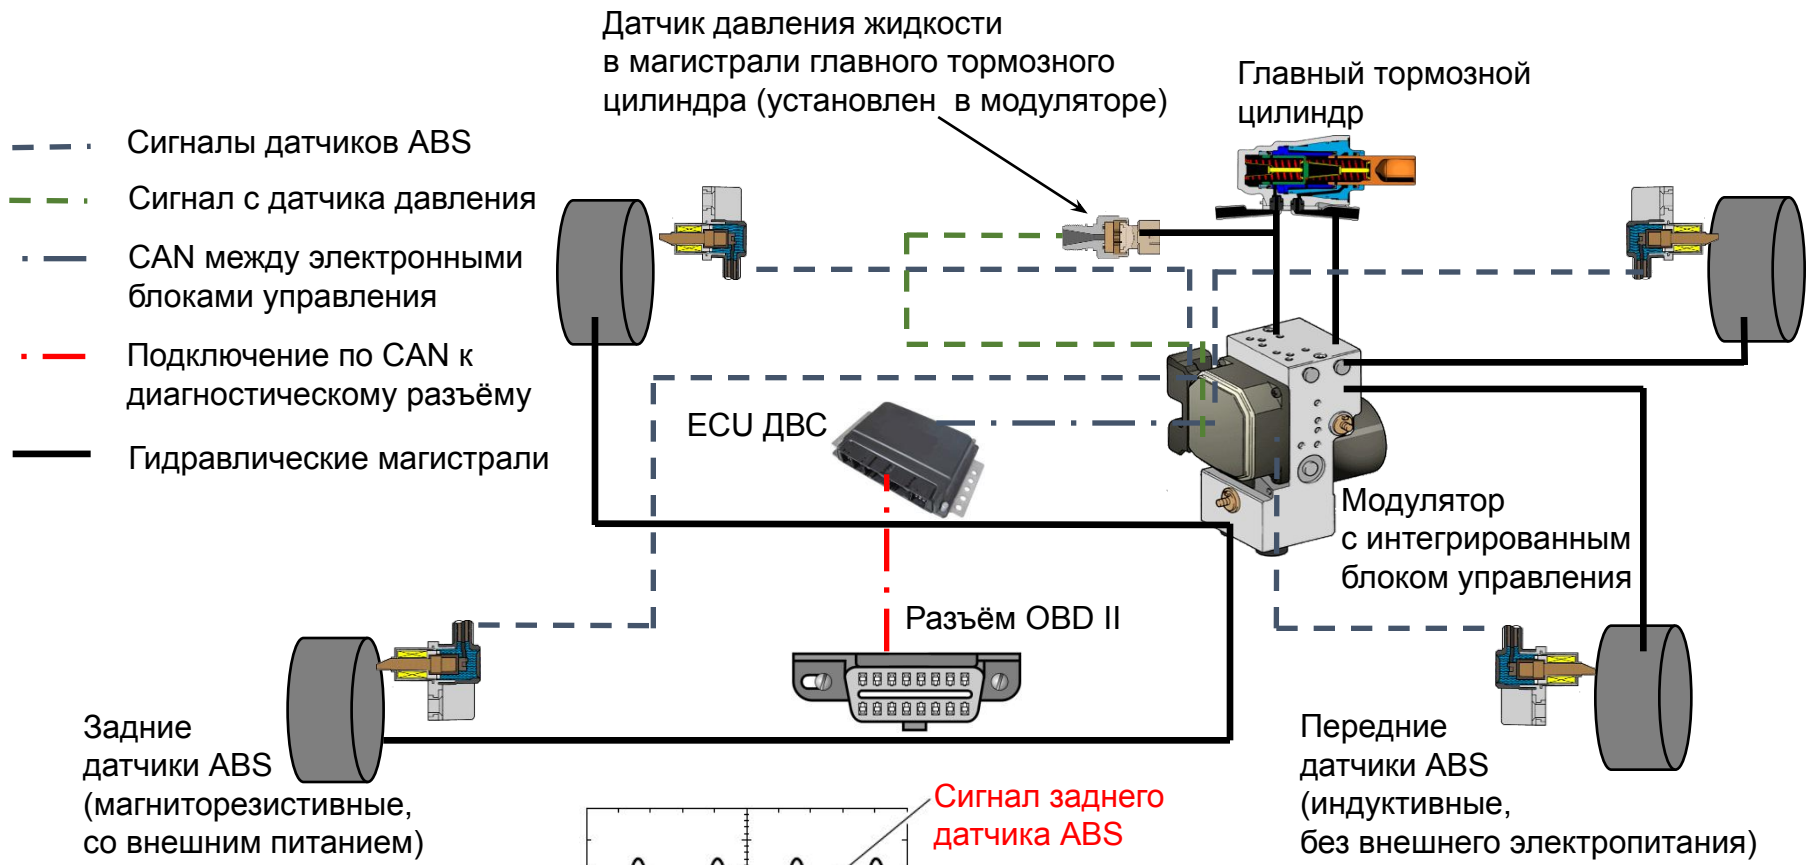 Датчик давления жидкости
в магистрали главного тормозного
цилиндра (установлен в модуляторе)
Главный тормозной
цилиндр
Сигналы датчиков ABS
Сигнал с датчика давления
CAN между электронными
блоками управления
Подключение по CAN к
диагностическому разъёму
Гидравлические магистрали
ECU ДВС
Модулятор
с интегрированным
блоком управления
Разъём OBD II
Задние
датчики ABS
(магниторезистивные,
со внешним питанием)
Сигнал заднего
датчика ABS
Передние
датчики ABS
(индуктивные,
без внешнего электропитания)